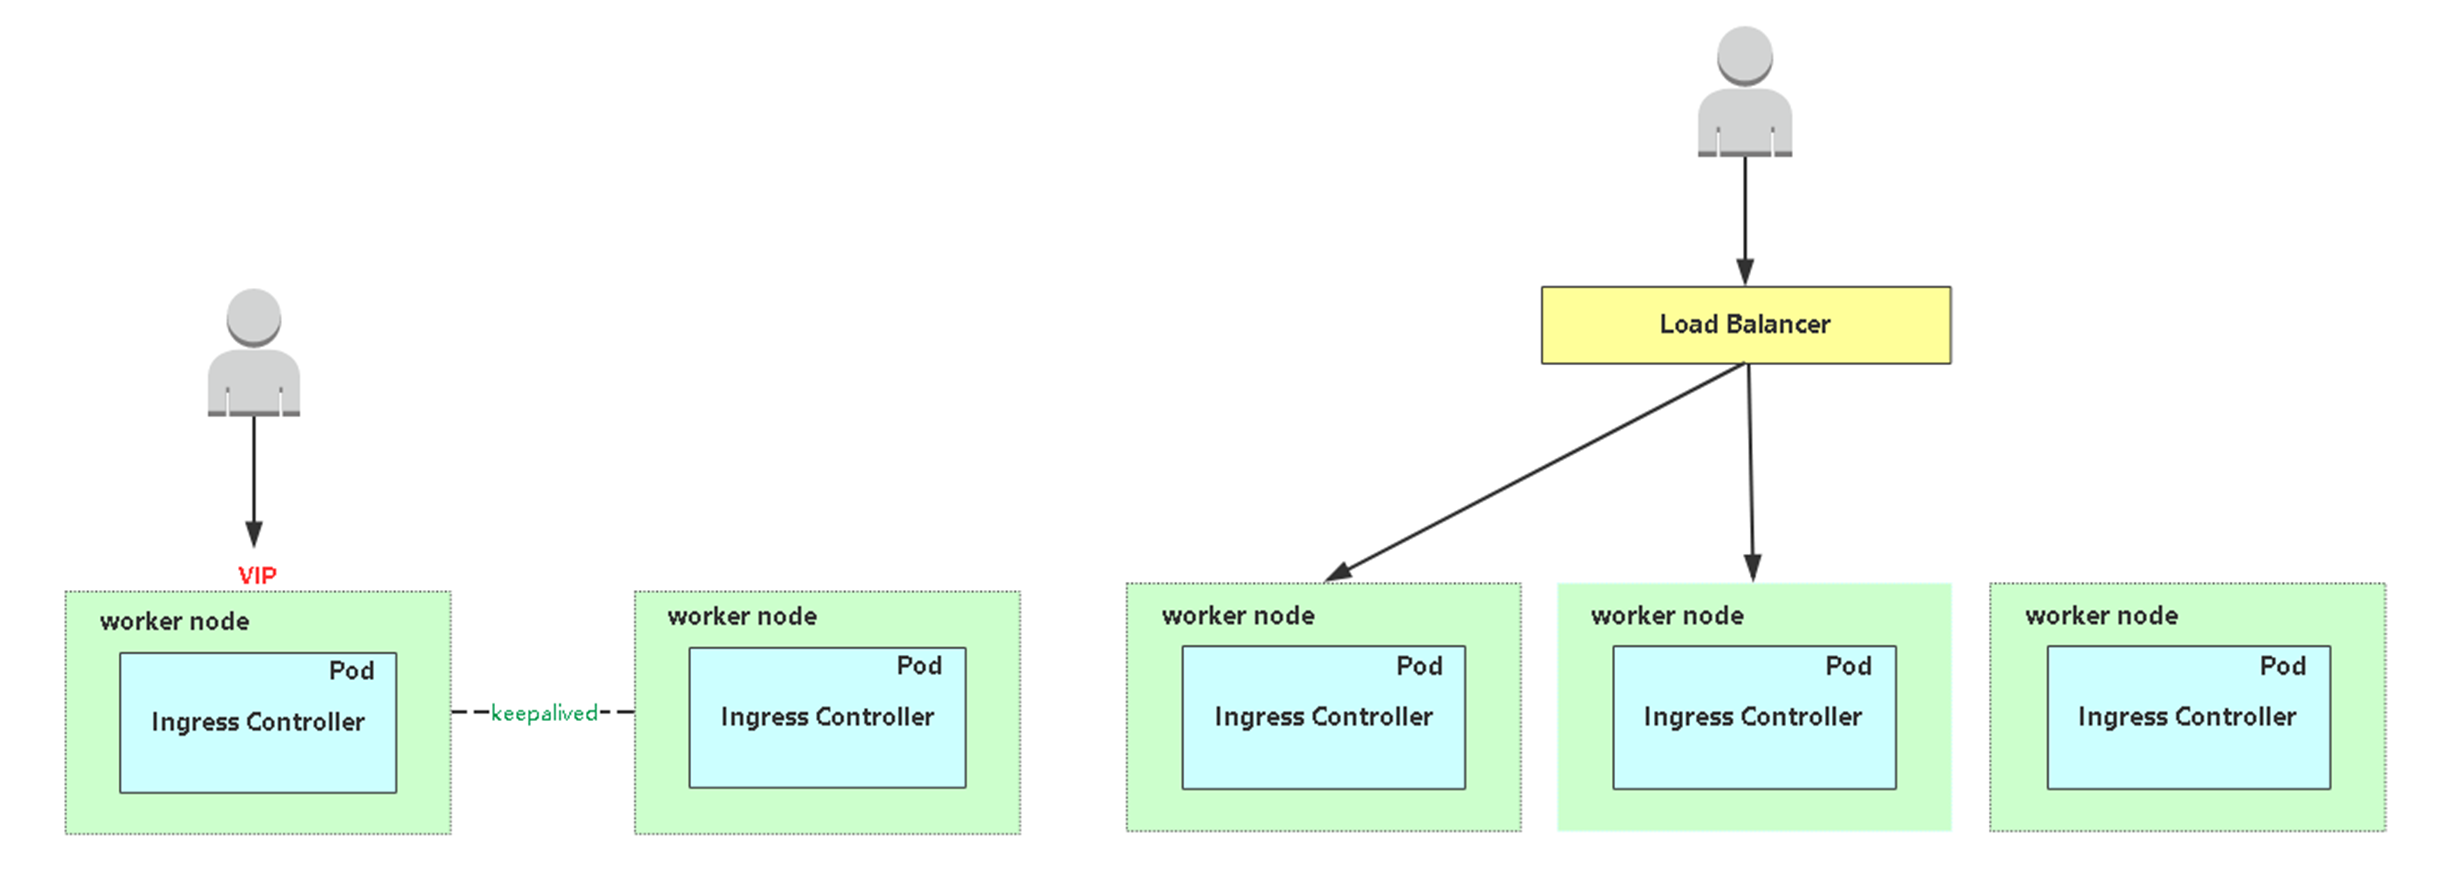 VIP
worker node
Pod
Ingress Controller
keepalived
worker node
Pod
Ingress Controller
Load Balancer
worker node
Pod
Ingress Controller
worker node
Pod
Ingress Controller
worker node
Pod
Ingress Controller